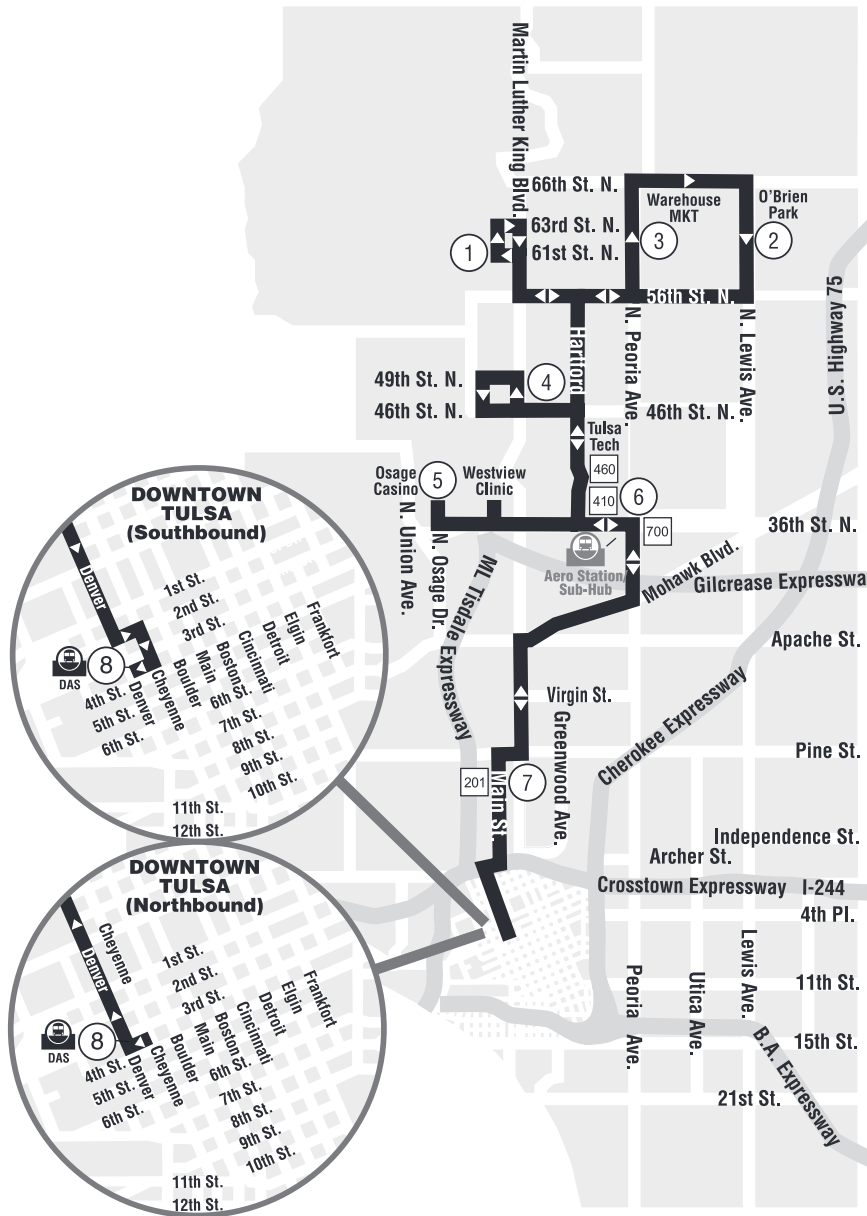 Martin Luther King Blvd.
66th St. N.
Warehouse
MKT
O'Brien
Park
63rd St. N.
61st St. N.
1
3
2
56th St. N.
Hartford
N. Peoria Ave.
N. Lewis Ave.
U.S. Highway 75
49th St. N.
46th St. N.
4
46th St. N.
Tulsa
Tech
460
410
6
700
Osage
Casino
5
Westview
Clinic
36th St. N.
N. Union Ave.
N. Osage Dr.
ML Tisdale Expressway
Aero Station/
Sub-Hub
Mohawk Blvd.
Gilcrease Expresswa
Apache St.
Virgin St.
Greenwood Ave.
Cherokee Expressway
Pine St.
201
Main St.
7
Independence St.
Archer St.
Crosstown Expressway I-244
4th Pl.
Peoria Ave.
Utica Ave.
Lewis Ave.
11th St.
15th St.
B.A. Expressway
21st St.
DOWNTOWN
TULSA
(Southbound)
Denver
1st St.
2nd St.
3rd St.
Frankfort
Elgin
Detroit
Cincinnati
Boston
Main
Boulder
Cheyenne
Denver
DAS
8
4th St.
5th St.
6th St.
6th St.
7th St.
8th St.
9th St.
10th St.
11th St.
12th St.
DOWNTOWN
TULSA
(Northbound)
Cheyenne
Denver
1st St.
2nd St.
3rd St.
Frankfort
Elgin
Detroit
Cincinnati
Boston
Main
Boulder
Cheyenne
Denver
DAS
8
4th St.
5th St.
6th St.
6th St.
7th St.
8th St.
9th St.
10th St.
11th St.
12th St.